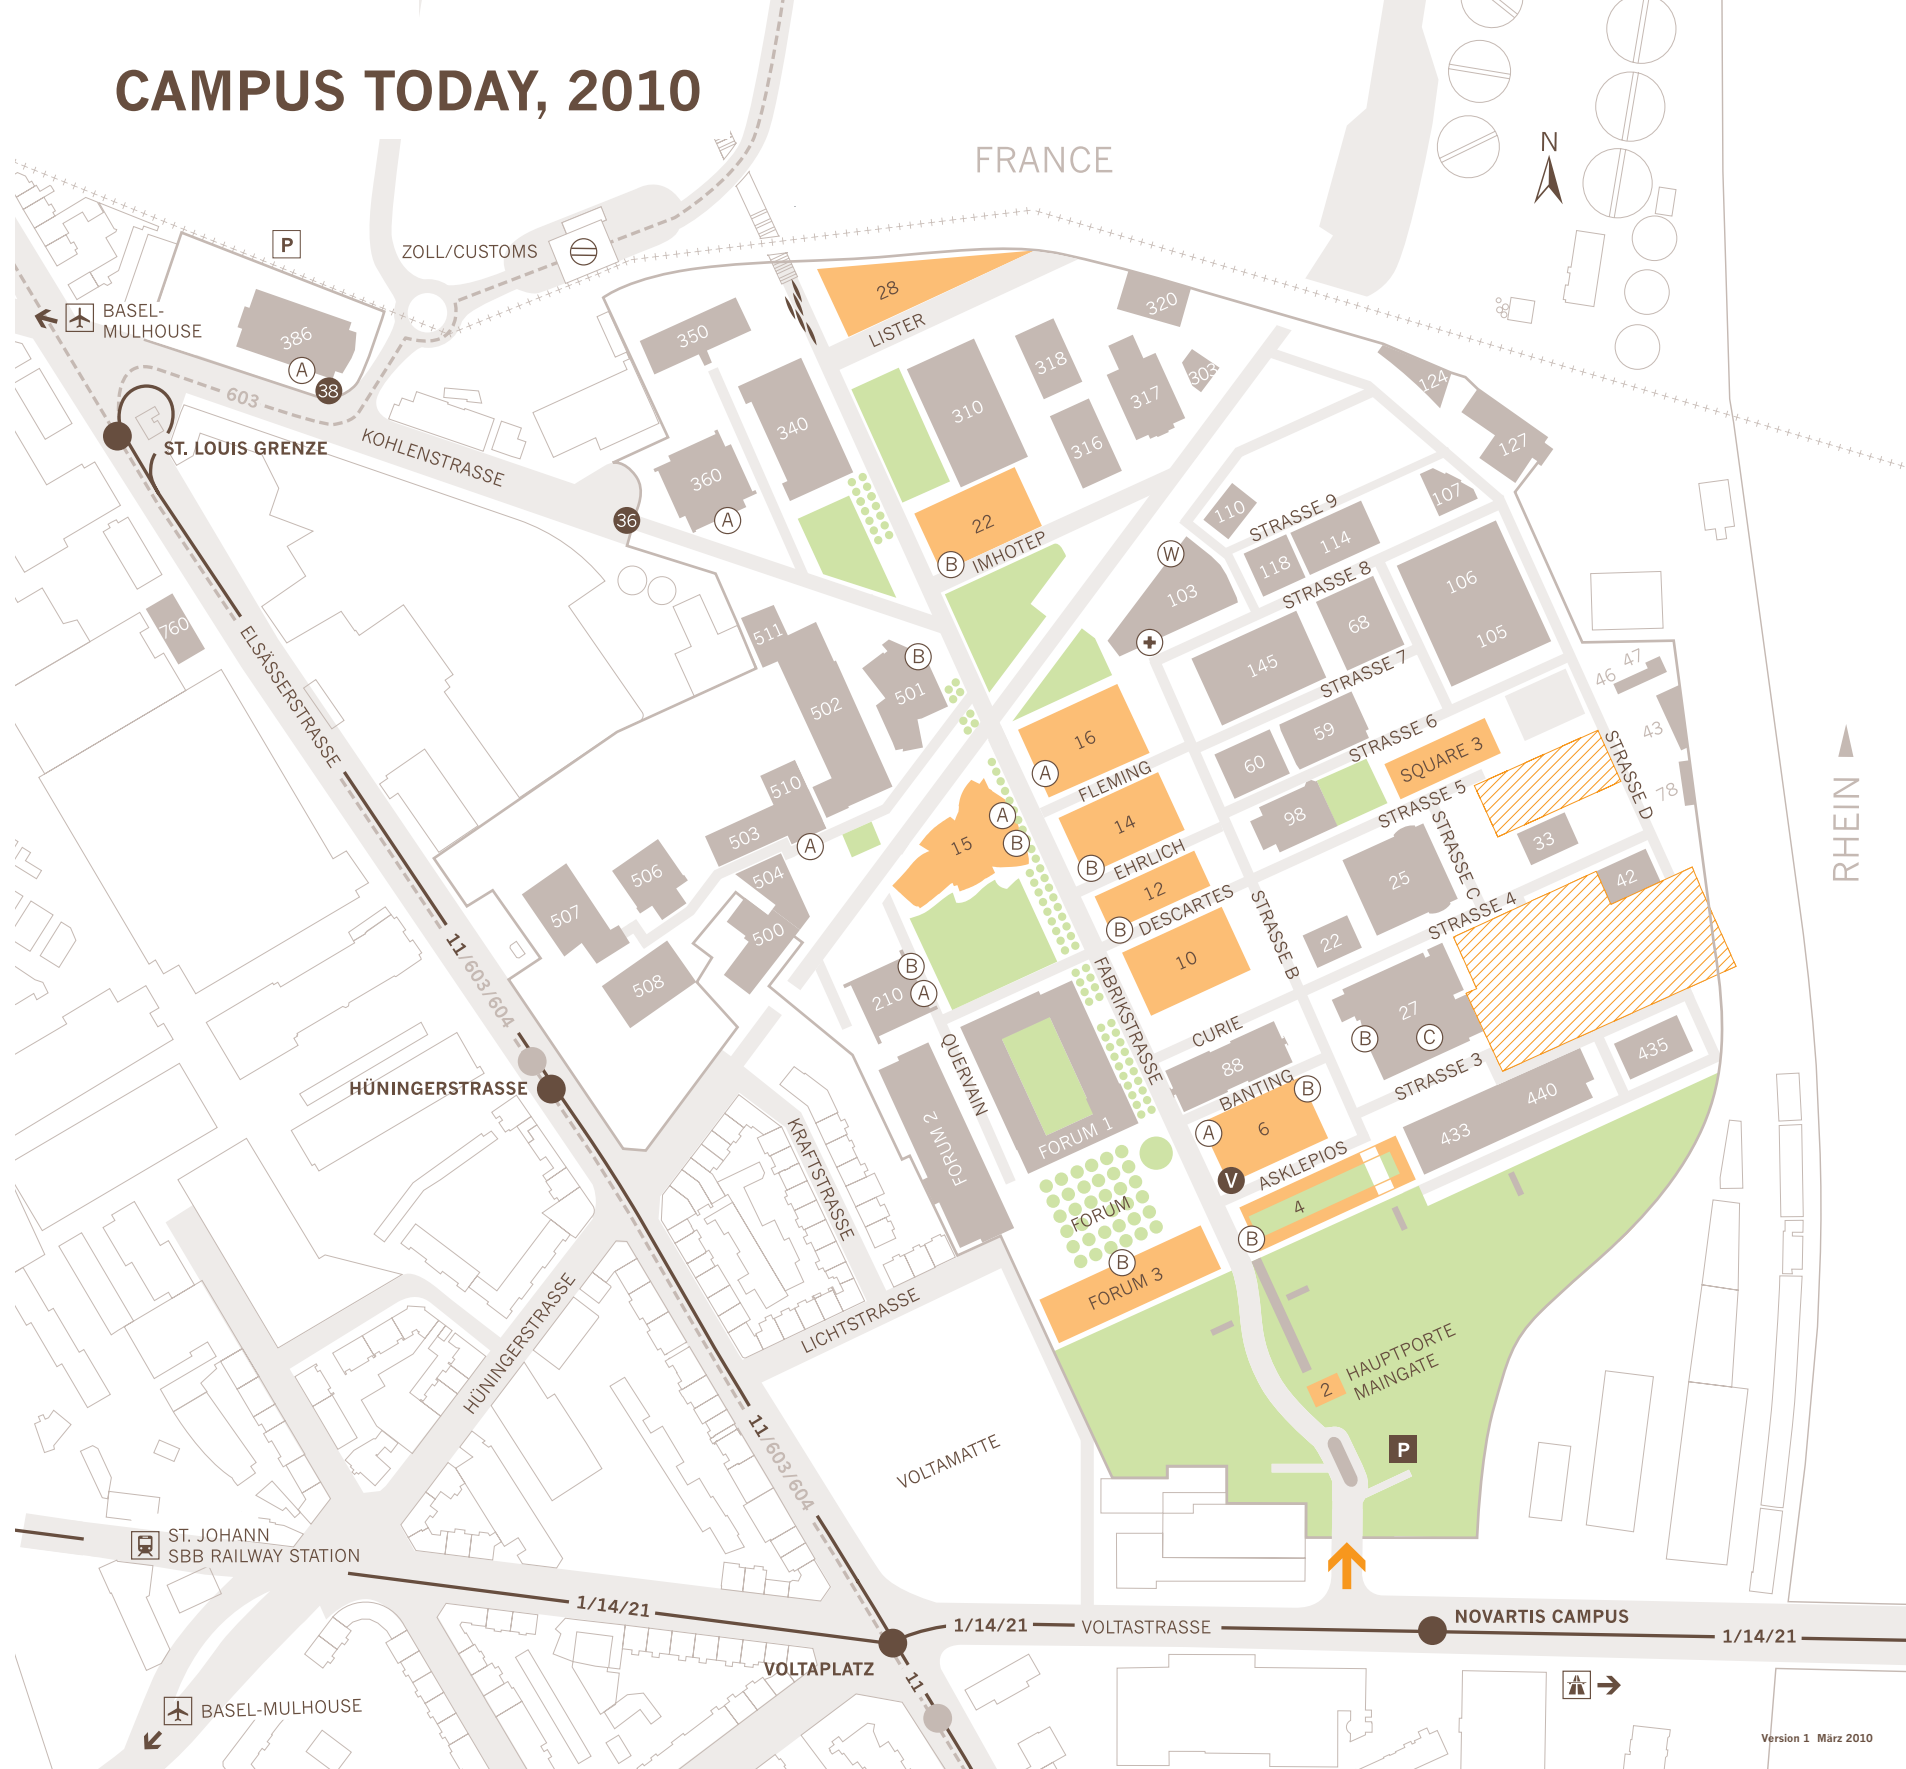 CAMPUS TODAY, 2010
FRANCE
N
P
ZOLL/CUSTOMS
BASEL-
MULHOUSE
386
A
38
603
ST. LOUIS GRENZE
KOHLENSTRASSE
36
28
LISTER
350
340
360
A
310
318
316
317
303
320
124
127
107
22
B
IMHOTEP
110
STRASSE 9
114
118
W
103
STRASSE 8
106
105
68
145
STRASSE 7
760
ELSÄSSERSTRASSE
511
502
B
501
510
503
A
504
500
506
507
508
16
A
FLEMING
14
B
EHRLICH
12
B
DESCARTES
10
15
A
B
59
60
STRASSE 6
SQUARE 3
98
STRASSE 5
STRASSE C
STRASSE D
46
47
43
78
33
42
25
22
STRASSE 4
STRASSE B
RHEIN
11/603/604
HÜNINGERSTRASSE
B
A
210
QUERVAIN
FORUM 1
FORUM 2
FABRIKSTRASSE
CURIE
88
BANTING
B
A
6
V
ASKLEPIOS
4
B
27
B
C
STRASSE 3
435
440
433
FORUM
B
FORUM 3
KRAFTSTRASSE
LICHTSTRASSE
HÜNINGERSTRASSE
HAUPTPORTE
MAINGATE
2
P
VOLTAMATTE
11/603/604
ST. JOHANN
SBB RAILWAY STATION
1/14/21
1/14/21
VOLTASTRASSE
NOVARTIS CAMPUS
1/14/21
VOLTAPLATZ
11
BASEL-MULHOUSE
Version 1 März 2010